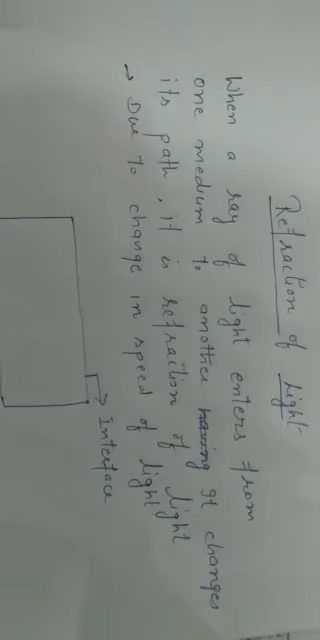 Refraction of light
When a ray of light enters from
one medium to another having it changes
its path, it is refraction of light
→ Due to change in speed of light
Interface